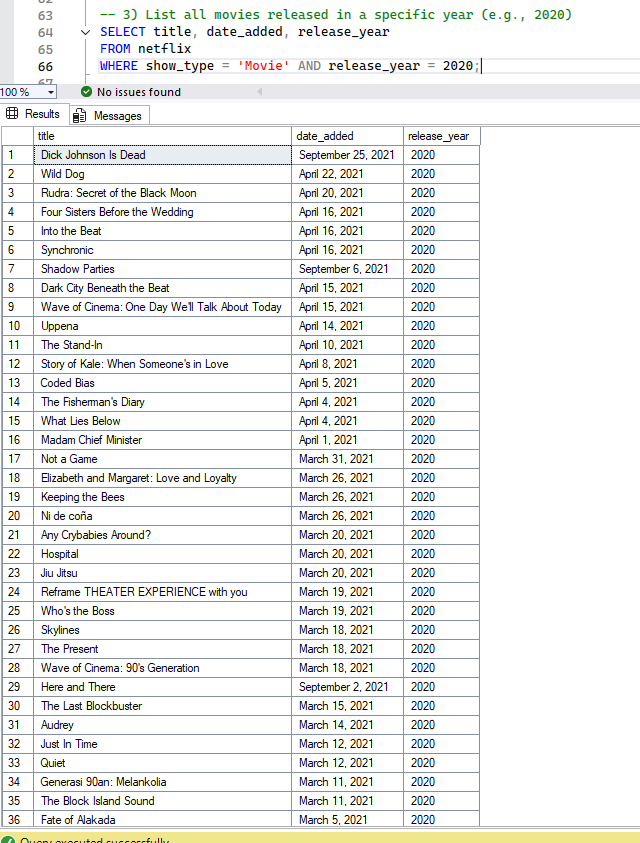 63 -- 3) List all movies released in a specific year (e.g., 2020)
64 SELECT title, date_added, release_year
65 FROM netflix
66 WHERE show_type = 'Movie' AND release_year = 2020;
100 % No issues found
Results Messages
title date_added release_year
1 Dick Johnson Is Dead September 25, 2021 2020
2 Wild Dog April 22, 2021 2020
3 Rudra: Secret of the Black Moon April 20, 2021 2020
4 Four Sisters Before the Wedding April 16, 2021 2020
5 Into the Beat April 16, 2021 2020
6 Synchronic April 16, 2021 2020
7 Shadow Parties September 6, 2021 2020
8 Dark City Beneath the Beat April 15, 2021 2020
9 Wave of Cinema: One Day We'll Talk About Today April 15, 2021 2020
10 Uppena April 14, 2021 2020
11 The Stand-In April 10, 2021 2020
12 Story of Kale: When Someone's in Love April 8, 2021 2020
13 Coded Bias April 5, 2021 2020
14 The Fisherman's Diary April 4, 2021 2020
15 What Lies Below April 4, 2021 2020
16 Madam Chief Minister April 1, 2021 2020
17 Not a Game March 31, 2021 2020
18 Elizabeth and Margaret: Love and Loyalty March 26, 2021 2020
19 Keeping the Bees March 26, 2021 2020
20 Ni de coña March 26, 2021 2020
21 Any Crybabies Around? March 20, 2021 2020
22 Hospital March 20, 2021 2020
23 Jiu Jitsu March 20, 2021 2020
24 Reframe THEATER EXPERIENCE with you March 19, 2021 2020
25 Who's the Boss March 19, 2021 2020
26 Skylines March 18, 2021 2020
27 The Present March 18, 2021 2020
28 Wave of Cinema: 90's Generation March 18, 2021 2020
29 Here and There September 2, 2021 2020
30 The Last Blockbuster March 15, 2021 2020
31 Audrey March 14, 2021 2020
32 Just In Time March 12, 2021 2020
33 Quiet March 12, 2021 2020
34 Generasi 90an: Melankolia March 11, 2021 2020
35 The Block Island Sound March 11, 2021 2020
36 Fate of Alakada March 5, 2021 2020
Query executed successfully